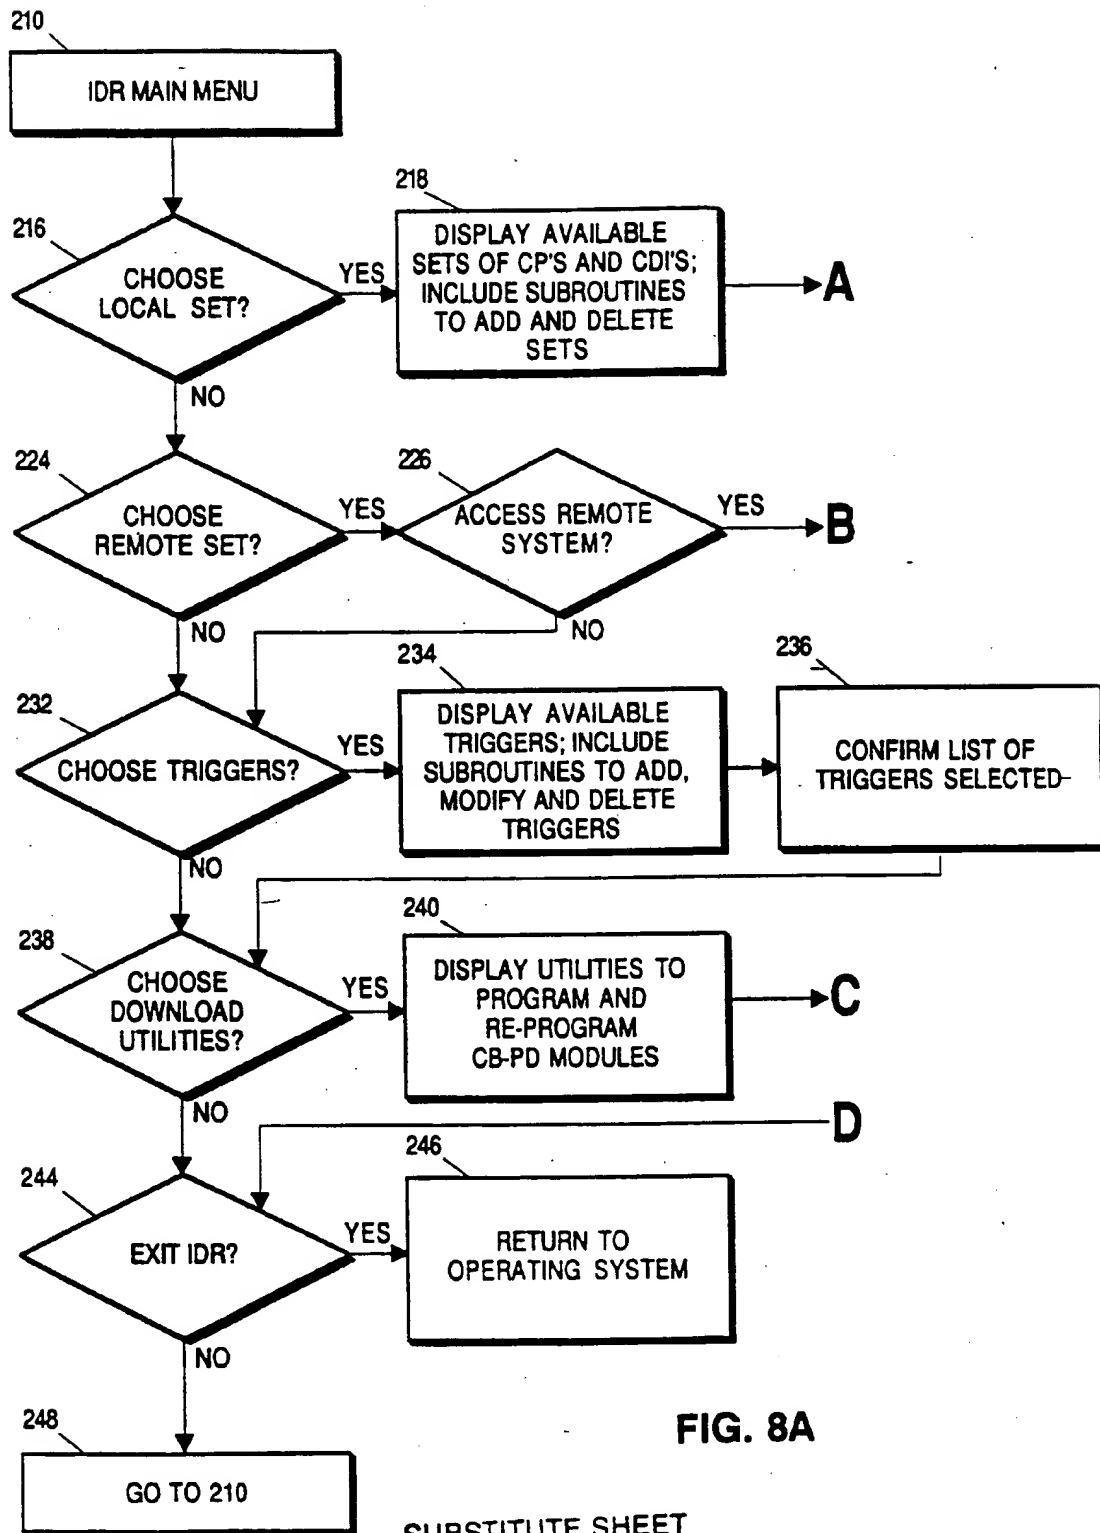 210
IDR MAIN MENU
216
CHOOSE
LOCAL SET?
YES
NO
218
DISPLAY AVAILABLE
SETS OF CP'S AND CDI'S;
INCLUDE SUBROUTINES
TO ADD AND DELETE
SETS
A
224
CHOOSE
REMOTE SET?
YES
NO
226
ACCESS REMOTE
SYSTEM?
YES
B
NO
232
CHOOSE TRIGGERS?
YES
NO
234
DISPLAY AVAILABLE
TRIGGERS; INCLUDE
SUBROUTINES TO ADD,
MODIFY AND DELETE
TRIGGERS
236
CONFIRM LIST OF
TRIGGERS SELECTED
238
CHOOSE
DOWNLOAD
UTILITIES?
YES
NO
240
DISPLAY UTILITIES TO
PROGRAM AND
RE-PROGRAM
CB-PD MODULES
C
D
244
EXIT IDR?
YES
NO
246
RETURN TO
OPERATING SYSTEM
248
GO TO 210
FIG. 8A
SUBSTITUTE SHEET